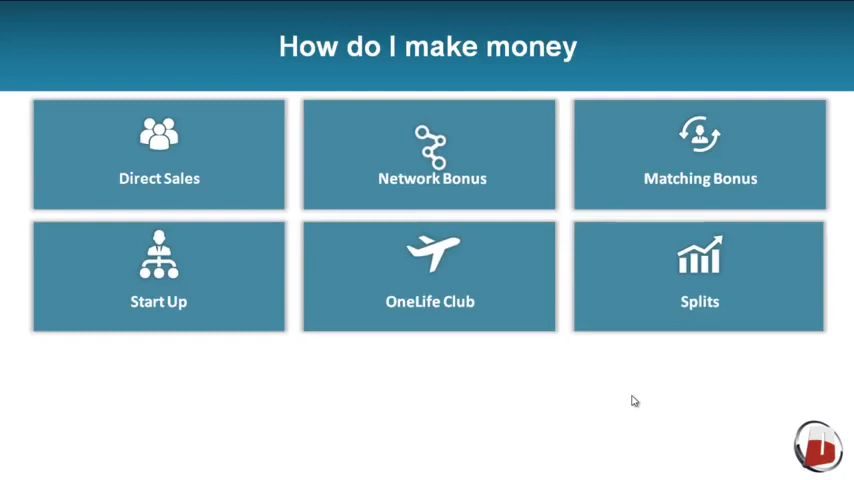 How do I make money
Direct Sales
Network Bonus
Matching Bonus
Start Up
OneLife Club
Splits